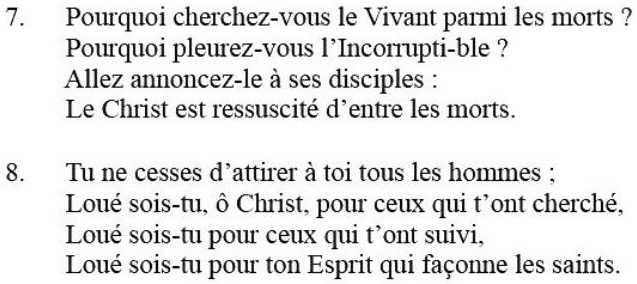 7. Pourquoi cherchez-vous le Vivant parmi les morts ?
Pourquoi pleurez-vous l’Incorrupti-ble ?
Allez annoncez-le à ses disciples :
Le Christ est ressuscité d’entre les morts.
8. Tu ne cesses d’attirer à toi tous les hommes ;
Loué sois-tu, ô Christ, pour ceux qui t’ont cherché,
Loué sois-tu pour ceux qui t’ont suivi,
Loué sois-tu pour ton Esprit qui façonne les saints.